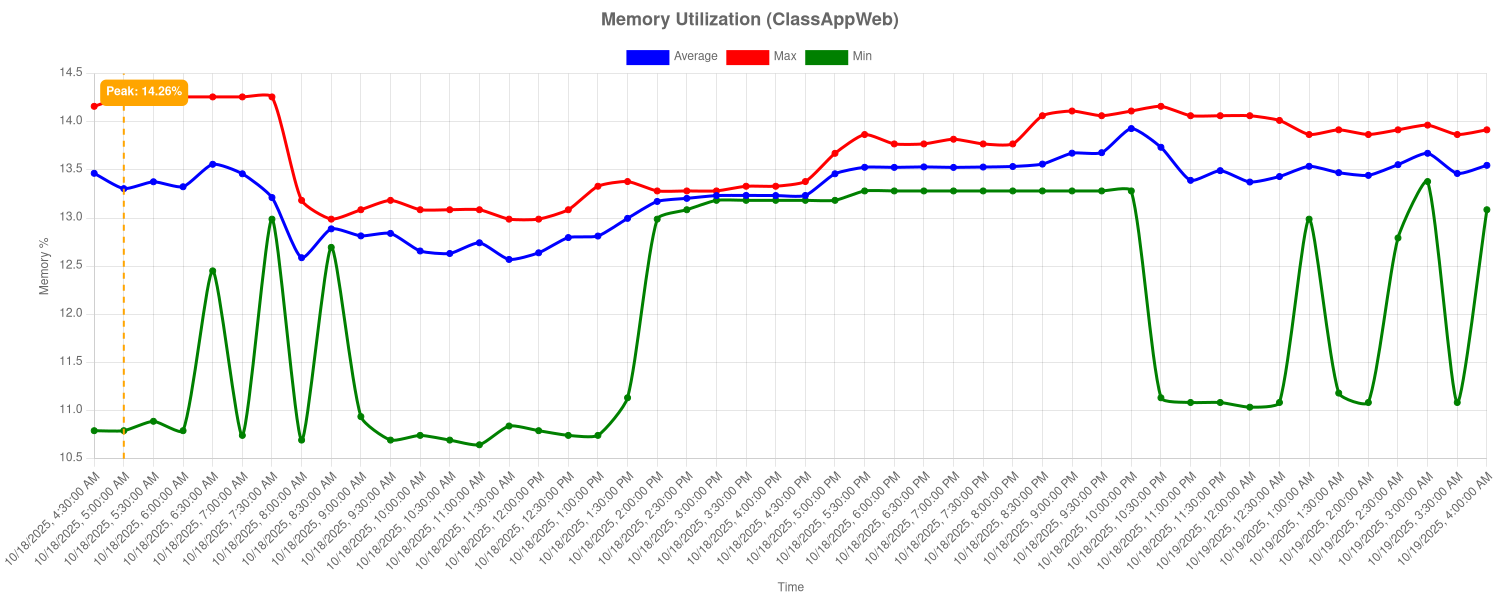 Memory Utilization (ClassAppWeb)
Average Max Min
Peak: 14.26%
14.5
14.0
13.5
13.0
12.5
12.0
11.5
11.0
10.5
Memory %
10/18/2025, 4:30:00 AM
10/18/2025, 5:00:00 AM
10/18/2025, 5:30:00 AM
10/18/2025, 6:00:00 AM
10/18/2025, 6:30:00 AM
10/18/2025, 7:00:00 AM
10/18/2025, 7:30:00 AM
10/18/2025, 8:00:00 AM
10/18/2025, 8:30:00 AM
10/18/2025, 9:00:00 AM
10/18/2025, 9:30:00 AM
10/18/2025, 10:00:00 AM
10/18/2025, 10:30:00 AM
10/18/2025, 11:00:00 AM
10/18/2025, 11:30:00 AM
10/18/2025, 12:00:00 PM
10/18/2025, 12:30:00 PM
10/18/2025, 1:00:00 PM
10/18/2025, 1:30:00 PM
10/18/2025, 2:00:00 PM
10/18/2025, 2:30:00 PM
10/18/2025, 3:00:00 PM
10/18/2025, 3:30:00 PM
10/18/2025, 4:00:00 PM
10/18/2025, 4:30:00 PM
10/18/2025, 5:00:00 PM
10/18/2025, 5:30:00 PM
10/18/2025, 6:00:00 PM
10/18/2025, 6:30:00 PM
10/18/2025, 7:00:00 PM
10/18/2025, 7:30:00 PM
10/18/2025, 8:00:00 PM
10/18/2025, 8:30:00 PM
10/18/2025, 9:00:00 PM
10/18/2025, 9:30:00 PM
10/18/2025, 10:00:00 PM
10/18/2025, 10:30:00 PM
10/18/2025, 11:00:00 PM
10/18/2025, 11:30:00 PM
10/19/2025, 12:00:00 AM
10/19/2025, 12:30:00 AM
10/19/2025, 1:00:00 AM
10/19/2025, 1:30:00 AM
10/19/2025, 2:00:00 AM
10/19/2025, 2:30:00 AM
10/19/2025, 3:00:00 AM
10/19/2025, 3:30:00 AM
10/19/2025, 4:00:00 AM
Time